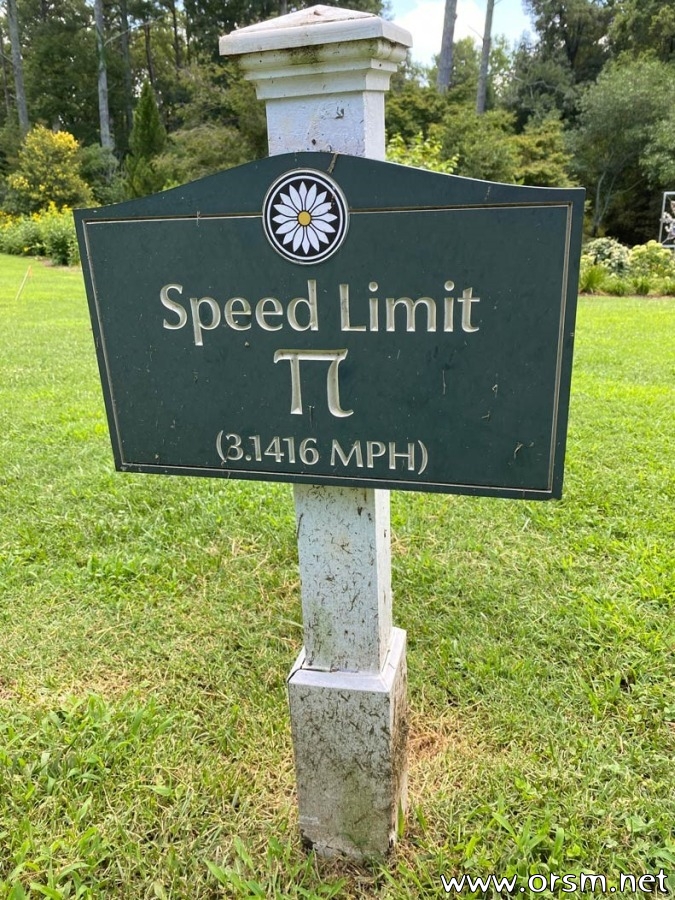 Speed Limit
π
(3.1416 MPH)
www.orsm.net